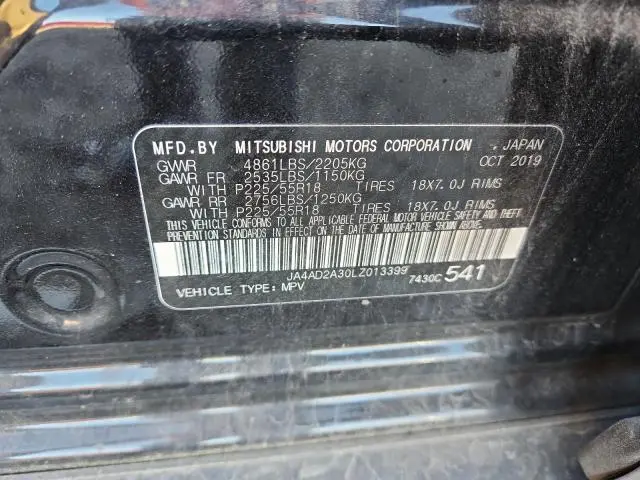 MFD.BY MITSUBISHI MOTORS CORPORATION , JAPAN
GVWR 4861LBS/2205KG OCT 2019
GAWR FR 2535LBS/1150KG
WITH P225/55R18 TIRES 18X7.0J RIMS
GAWR RR 2756LBS/1250KG
WITH P225/55R18 TIRES 18X7.0J RIMS
THIS VEHICLE CONFORMS TO ALL APPLICABLE FEDERAL MOTOR VEHICLE SAFETY AND THEFT
PREVENTION STANDARDS IN EFFECT ON THE DATE OF MANUFACTURE SHOWN ABOVE.
JA4AD2A30LZ013399
VEHICLE TYPE: MPV 7430C 541